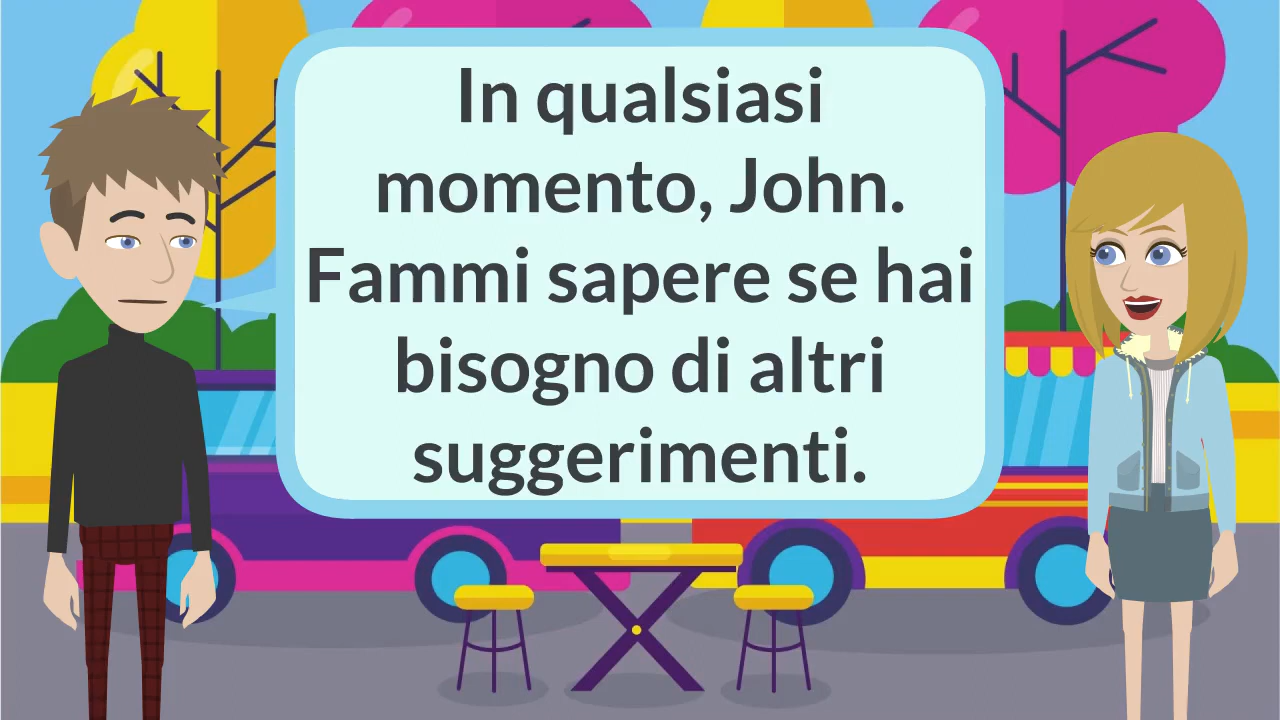 In qualsiasi
momento, John.
Fammi sapere se hai
bisogno di altri
suggerimenti.